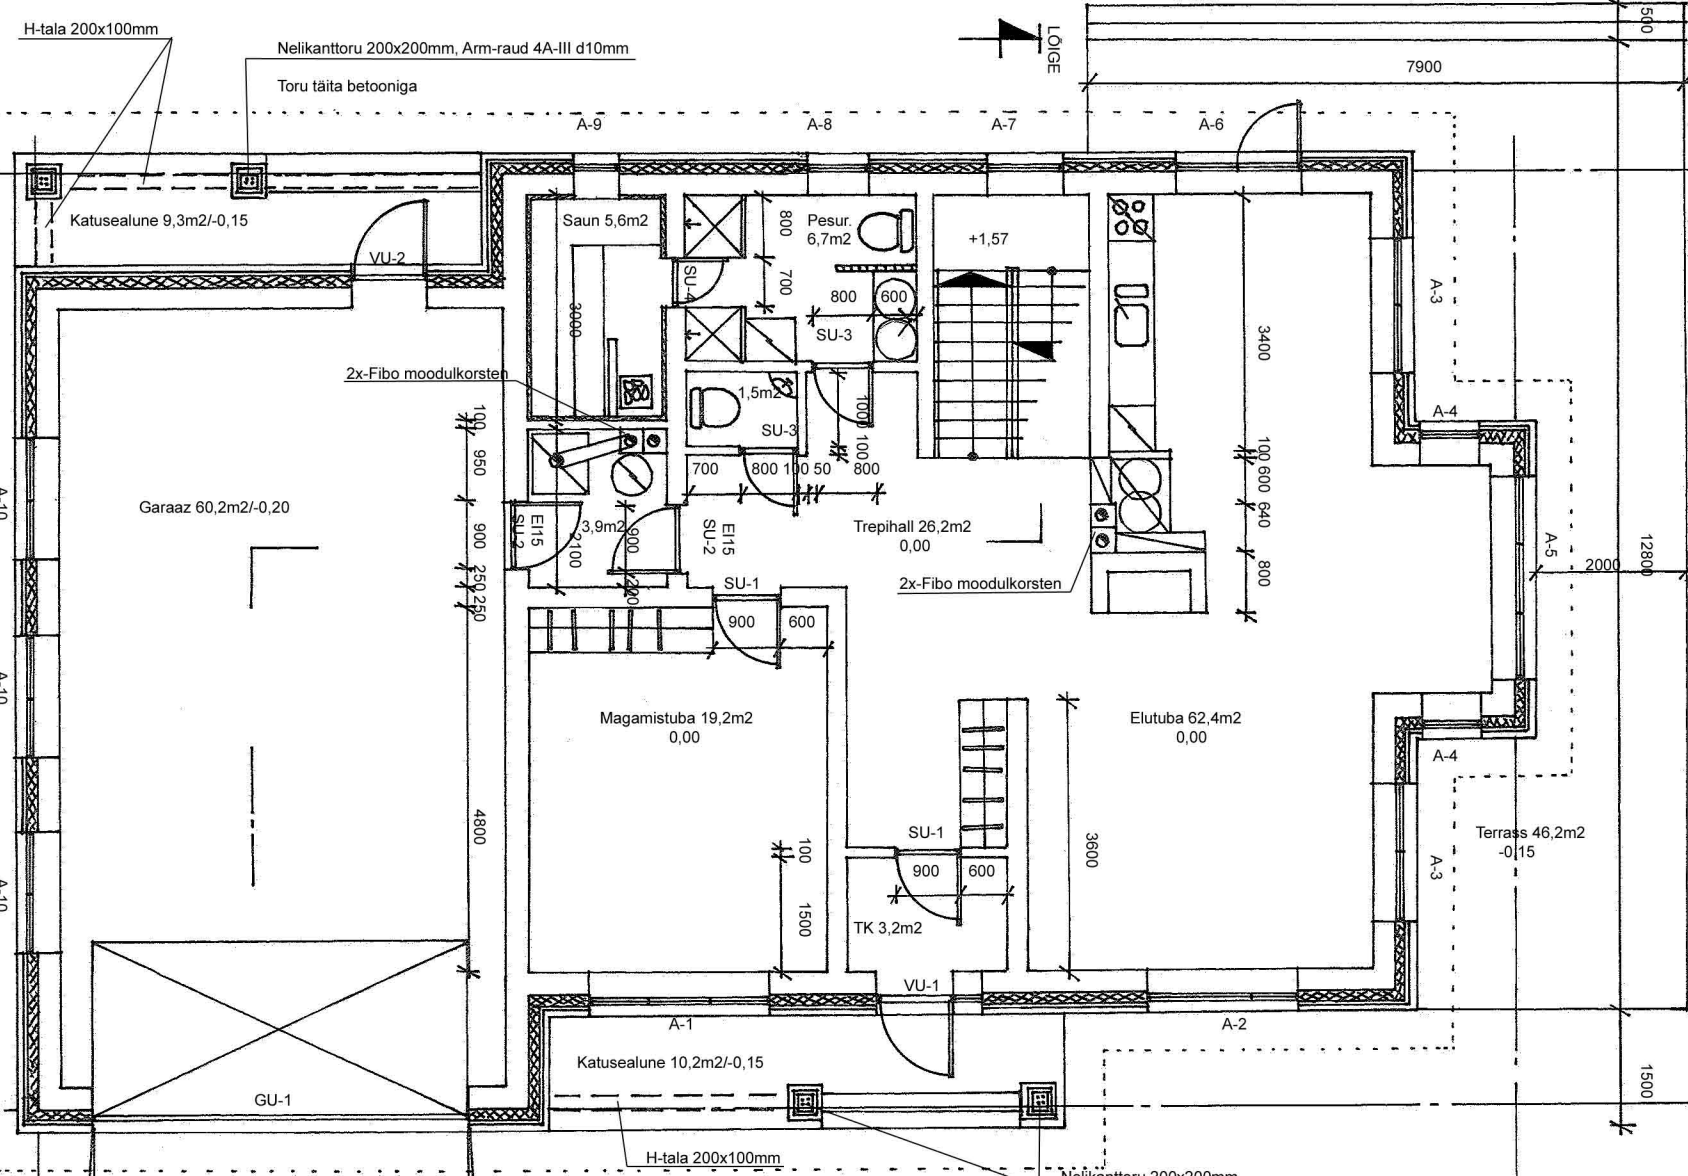 H-tala 200x100mm
Nelikanttoru 200x200mm, Arm-raud 4A-III d10mm
Toru täita betooniga
LÕIGE
500
7900
A-9
A-8
A-7
A-6
Katusealune 9,3m2/-0,15
VU-2
Saun 5,6m2
3000
SU-4
800
700
Pesur.
6,7m2
800
600
SU-3
+1,57
3400
A-3
2x-Fibo moodulkorsten
1,5m2
SU-3
1000
100
700
800
100
50
800
100
950
900
250
250
4800
A-10
A-10
A-10
Garaaz 60,2m2/-0,20
EI15
SU-2
3,9m2
2100
900
200
EI15
SU-2
Trepihall 26,2m2
0,00
2x-Fibo moodulkorsten
100
600
640
800
A-4
A-5
2000
12800
SU-1
900
600
Magamistuba 19,2m2
0,00
Elutuba 62,4m2
0,00
A-4
A-3
Terrass 46,2m2
-0,15
SU-1
900
600
100
1500
3600
TK 3,2m2
VU-1
A-1
A-2
Katusealune 10,2m2/-0,15
GU-1
1500
H-tala 200x100mm
Nelikanttoru 200x200mm